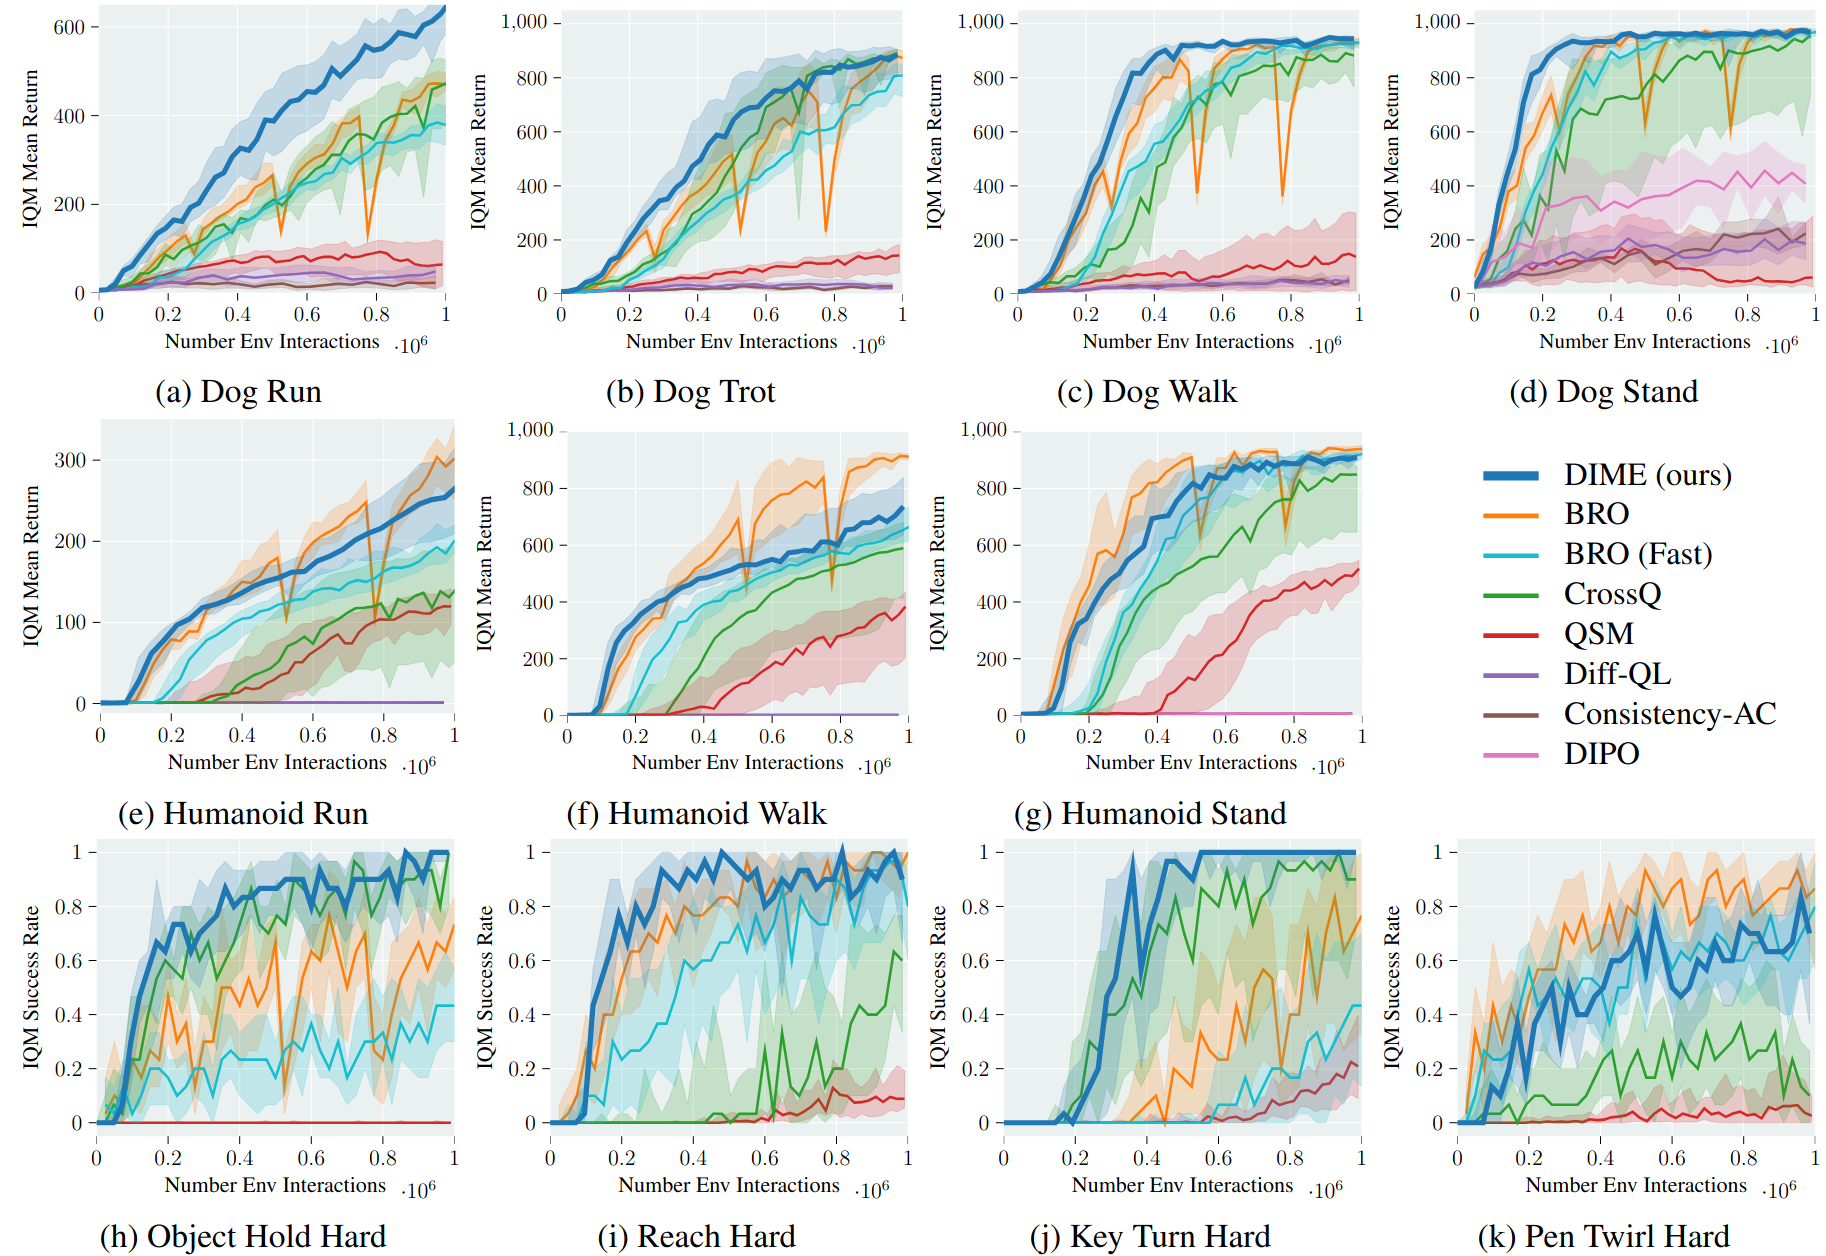 IQM Mean Return
600
400
200
0
0 0.2 0.4 0.6 0.8 1
Number Env Interactions ·10⁶
(a) Dog Run
IQM Mean Return
1,000
800
600
400
200
0
0 0.2 0.4 0.6 0.8 1
Number Env Interactions ·10⁶
(b) Dog Trot
IQM Mean Return
1,000
800
600
400
200
0
0 0.2 0.4 0.6 0.8 1
Number Env Interactions ·10⁶
(c) Dog Walk
IQM Mean Return
1,000
800
600
400
200
0
0 0.2 0.4 0.6 0.8 1
Number Env Interactions ·10⁶
(d) Dog Stand
IQM Mean Return
300
200
100
0
0 0.2 0.4 0.6 0.8 1
Number Env Interactions ·10⁶
(e) Humanoid Run
IQM Mean Return
1,000
800
600
400
200
0
0 0.2 0.4 0.6 0.8 1
Number Env Interactions ·10⁶
(f) Humanoid Walk
IQM Mean Return
1,000
800
600
400
200
0
0 0.2 0.4 0.6 0.8 1
Number Env Interactions ·10⁶
(g) Humanoid Stand
DIME (ours)
BRO
BRO (Fast)
CrossQ
QSM
Diff-QL
Consistency-AC
DIPO
IQM Success Rate
1
0.8
0.6
0.4
0.2
0
0 0.2 0.4 0.6 0.8 1
Number Env Interactions ·10⁶
(h) Object Hold Hard
IQM Success Rate
1
0.8
0.6
0.4
0.2
0
0 0.2 0.4 0.6 0.8 1
Number Env Interactions ·10⁶
(i) Reach Hard
IQM Success Rate
1
0.8
0.6
0.4
0.2
0
0 0.2 0.4 0.6 0.8 1
Number Env Interactions ·10⁶
(j) Key Turn Hard
IQM Success Rate
1
0.8
0.6
0.4
0.2
0
0 0.2 0.4 0.6 0.8 1
Number Env Interactions ·10⁶
(k) Pen Twirl Hard